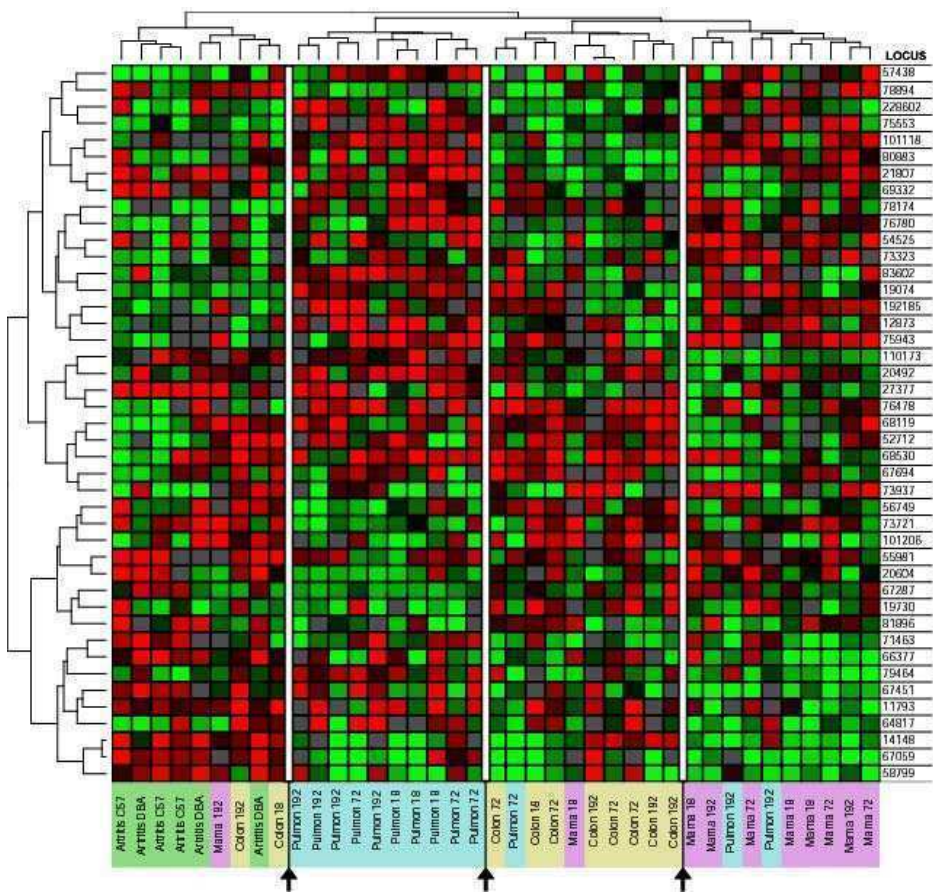 LOCUS
57438
78894
228602
75553
101118
80883
21807
69332
78174
76780
54525
73323
83602
19074
192185
12873
75943
110173
20492
27377
76478
68119
52712
68530
67694
73937
56749
73721
101206
55981
20604
67287
19730
81896
71463
66377
79464
67451
11793
64817
14148
67059
58799
Artritis C57
Artritis DBA
Artritis C57
Artritis C57
Artritis DBA
Mama 192
Colon 192
Artritis DBA
Colon 18
Pulmon 192
Pulmon 192
Pulmon 192
Pulmon 72
Pulmon 192
Pulmon 18
Pulmon 18
Pulmon 18
Pulmon 72
Pulmon 72
Colon 72
Pulmon 72
Colon 18
Colon 72
Mama 18
Colon 192
Colon 72
Colon 72
Colon 192
Colon 192
Mama 18
Mama 192
Pulmon 192
Mama 72
Pulmon 192
Mama 18
Mama 18
Mama 72
Mama 192
Mama 72